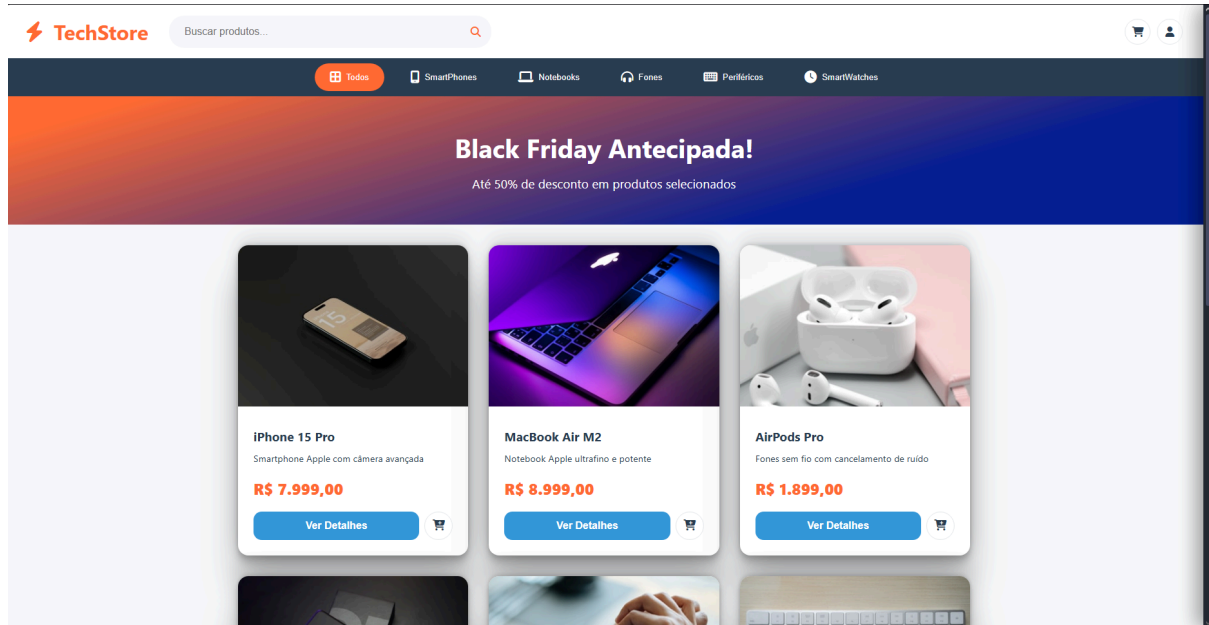 TechStore
Buscar produtos...
Todos
SmartPhones
Notebooks
Fones
Periféricos
SmartWatches
Black Friday Antecipada!
Até 50% de desconto em produtos selecionados
15
iPhone 15 Pro
Smartphone Apple com câmera avançada
R$ 7.999,00
Ver Detalhes
MacBook Air M2
Notebook Apple ultrafino e potente
R$ 8.999,00
Ver Detalhes
AirPods Pro
Fones sem fio com cancelamento de ruído
R$ 1.899,00
Ver Detalhes